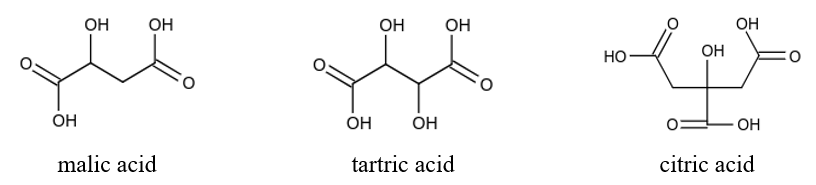 OH OH
O
O
OH
malic acid
OH OH
O
O
OH OH
tartric acid
O OH
HO OH O
O OH
citric acid